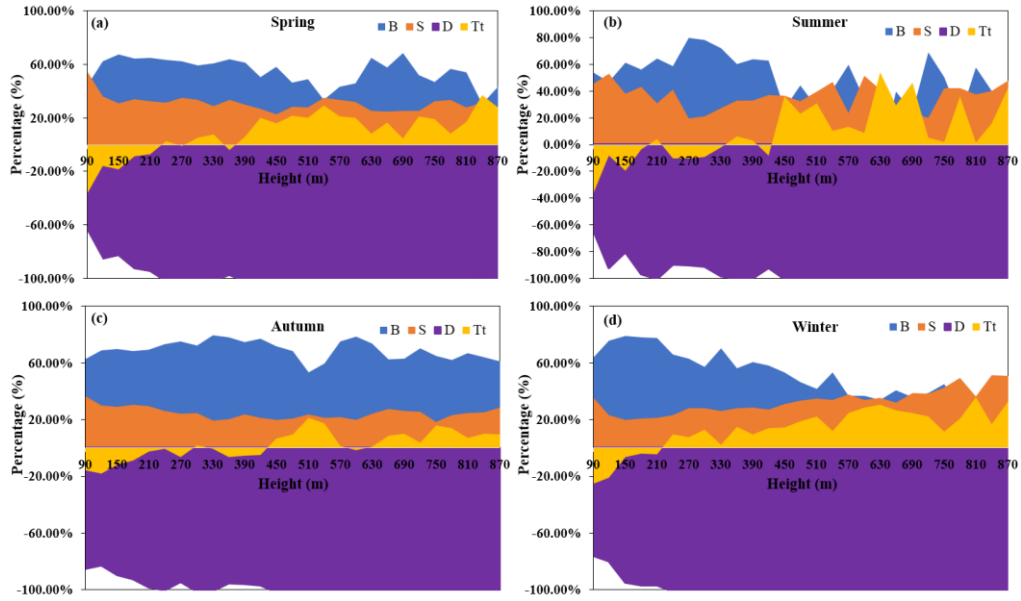 (a)
Spring
B S D Tt
100.00%
60.00%
20.00%
-20.00%
-60.00%
-100.00%
Percentage (%)
90 150 210 270 330 390 450 510 570 630 690 750 810 870
Height (m)
(b)
Summer
B S D Tt
100.00%
80.00%
60.00%
40.00%
20.00%
0.00%
-20.00%
-40.00%
-60.00%
-80.00%
-100.00%
Percentage (%)
90 150 210 270 330 390 450 510 570 630 690 750 810 870
Height (m)
(c)
Autumn
B S D Tt
100.00%
60.00%
20.00%
-20.00%
-60.00%
-100.00%
Percentage (%)
90 150 210 270 330 390 450 510 570 630 690 750 810 870
Height (m)
(d)
Winter
B S D Tt
100.00%
60.00%
20.00%
-20.00%
-60.00%
-100.00%
Percentage (%)
90 150 210 270 330 390 450 510 570 630 690 750 810 870
Height (m)